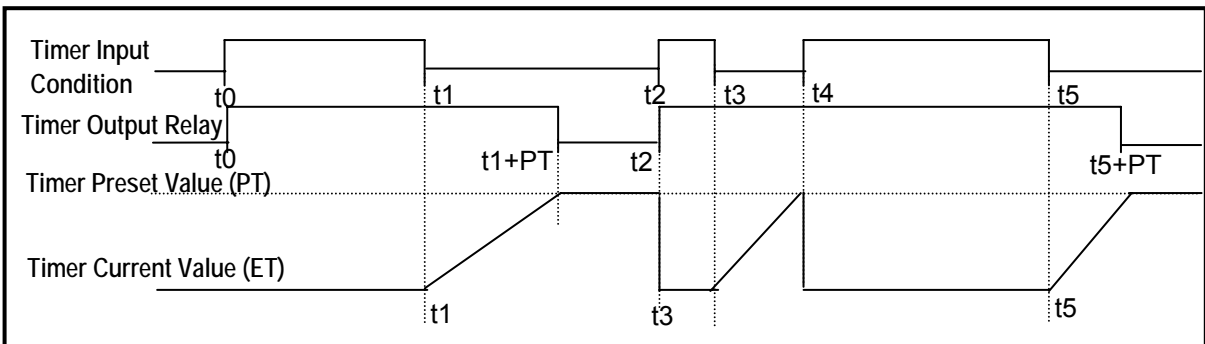 Timer Input
Condition
t0 t1 t2 t3 t4 t5
Timer Output Relay
t0 t1+PT t2 t5+PT
Timer Preset Value (PT)
Timer Current Value (ET)
t1 t3 t5